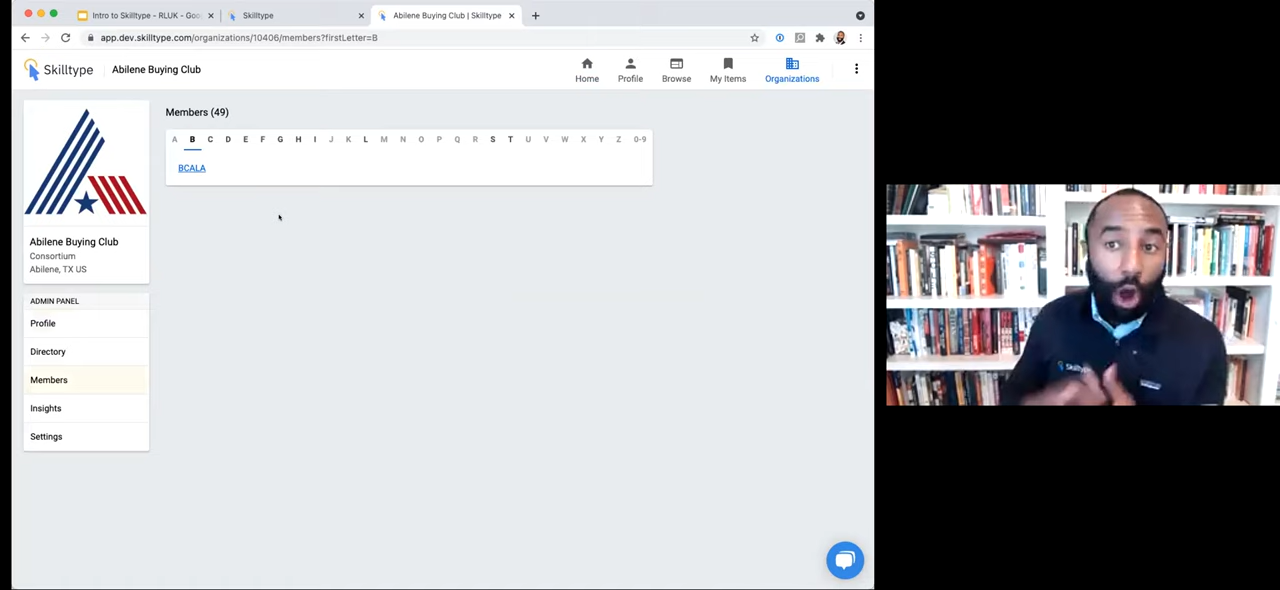 Intro to Skilltype - RLUK - Goo
Skilltype
Abilene Buying Club | Skilltype
app.dev.skilltype.com/organizations/10406/members?firstLetter=B
Skilltype
Abilene Buying Club
Home
Profile
Browse
My Items
Organizations
Members (49)
A B C D E F G H I J K L M N O P Q R S T U V W X Y Z 0-9
BCALA
Abilene Buying Club
Consortium
Abilene, TX US
ADMIN PANEL
Profile
Directory
Members
Insights
Settings
Skilltype